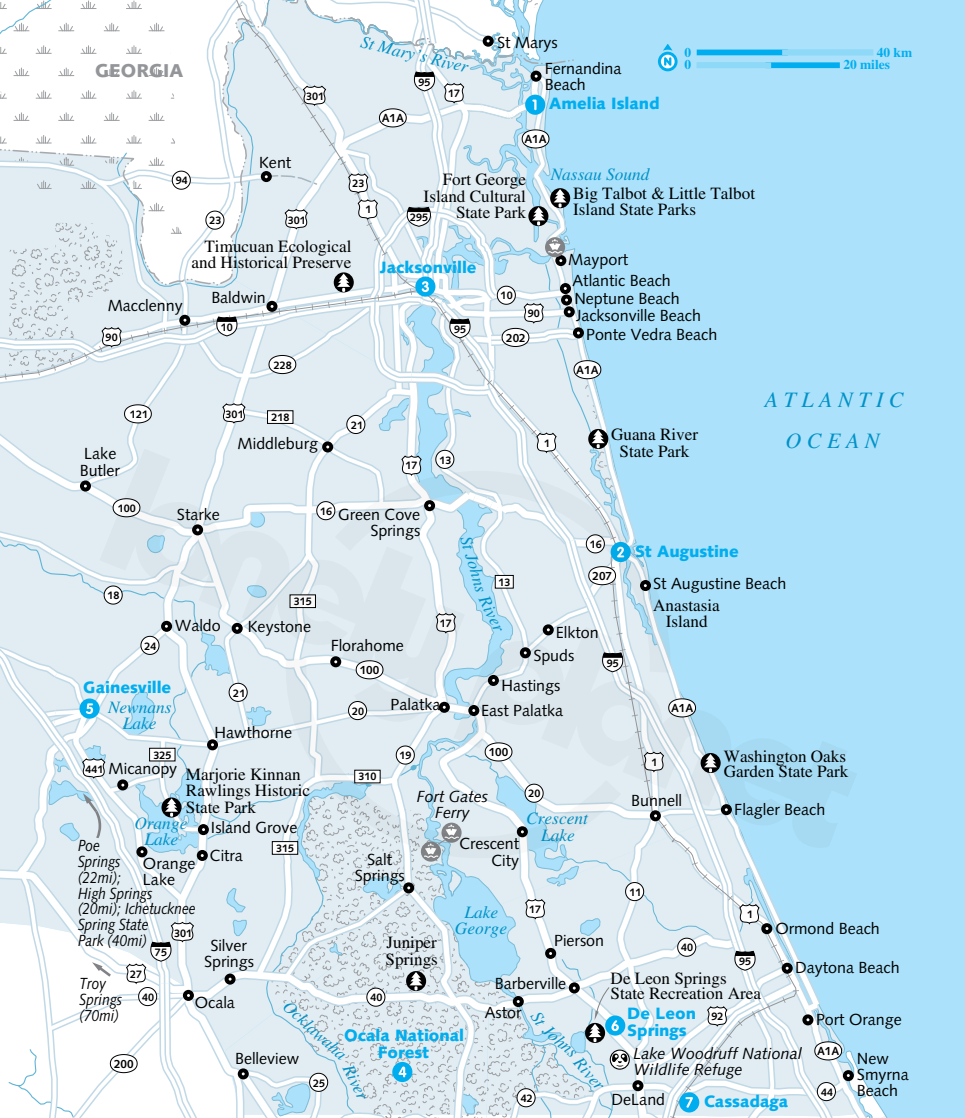 St Marys
St Mary's River
0 40 km
0 20 miles
N
GEORGIA
95
17
Fernandina
Beach
301
1 Amelia Island
A1A
A1A
Kent
94
Nassau Sound
Fort George
Island Cultural
State Park
Big Talbot & Little Talbot
Island State Parks
23
1
23
301
295
Timucuan Ecological
and Historical Preserve
Mayport
Jacksonville
3
Atlantic Beach
Neptune Beach
Jacksonville Beach
Ponte Vedra Beach
10
90
202
95
Macclenny
Baldwin
10
90
228
A1A
ATLANTIC
OCEAN
121
301
218
21
Middleburg
1
Guana River
State Park
Lake
Butler
17
13
100
Starke
16
Green Cove
Springs
St Johns River
16
2 St Augustine
207
13
St Augustine Beach
Anastasia
Island
18
315
Waldo
Keystone
17
Elkton
Spuds
24
Florahome
100
95
Hastings
Gainesville
5
Newnans
Lake
21
20
Palatka
East Palatka
A1A
Hawthorne
325
19
100
441
Micanopy
Marjorie Kinnan
Rawlings Historic
State Park
310
1
Washington Oaks
Garden State Park
Fort Gates
Ferry
20
Bunnell
Flagler Beach
Orange
Lake
Island Grove
Crescent
Lake
Crescent
City
Poe
Springs
(22mi);
High Springs
(20mi); Ichetucknee
Spring State
Park (40mi)
Orange
Lake
Citra
315
Salt
Springs
11
Lake
George
17
1
Ormond Beach
301
75
Silver
Springs
Juniper
Springs
Pierson
40
95
Daytona Beach
27
Troy
Springs
(70mi)
40
Ocala
40
Barberville
Astor
De Leon Springs
State Recreation Area
6 De Leon
Springs
92
Port Orange
Ocklawaha River
St Johns River
Ocala National
Forest
4
A1A
Lake Woodruff National
Wildlife Refuge
New
Smyrna
Beach
200
Belleview
25
42
DeLand
44
7 Cassadaga
lonely planet